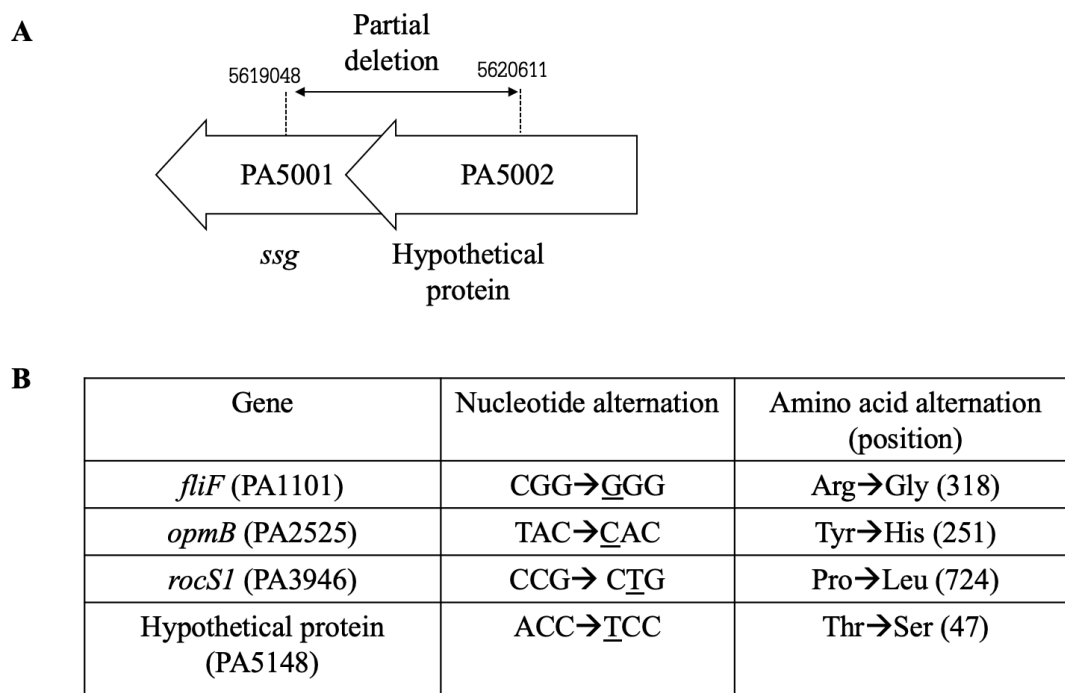 A
Partial
deletion
5619048
5620611
PA5001
PA5002
ssg
Hypothetical
protein
B
Gene
Nucleotide alternation
Amino acid alternation
(position)
fliF (PA1101)
CGG→GGG
Arg→Gly (318)
opmB (PA2525)
TAC→CAC
Tyr→His (251)
rocS1 (PA3946)
CCG→ CTG
Pro→Leu (724)
Hypothetical protein
(PA5148)
ACC→TCC
Thr→Ser (47)